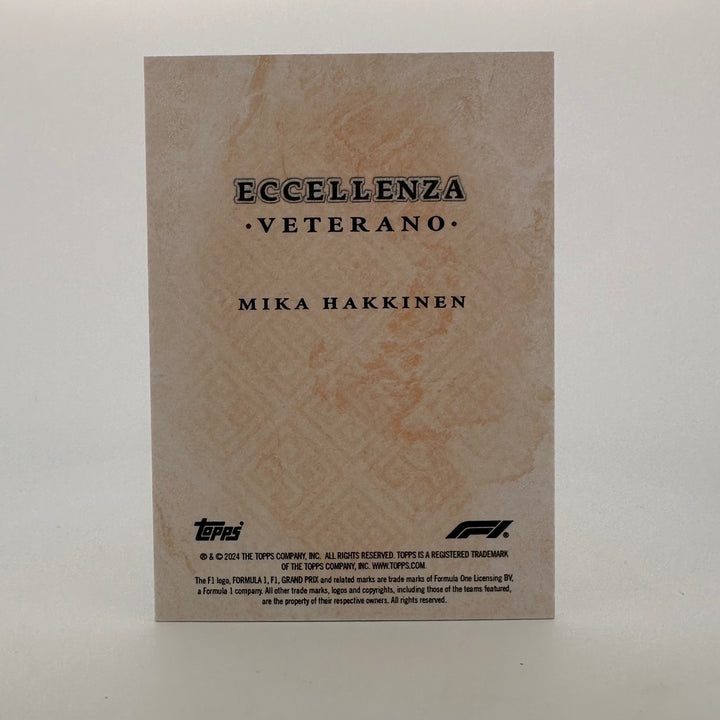 ECCELLENZA
·VETERANO·
MIKA HAKKINEN
topps F1®
® & © 2024 THE TOPPS COMPANY, INC. ALL RIGHTS RESERVED. TOPPS IS A REGISTERED TRADEMARK
OF THE TOPPS COMPANY, INC. WWW.TOPPS.COM.
The F1 logo, FORMULA 1, F1, GRAND PRIX and related marks are trade marks of Formula One Licensing BV,
a Formula 1 company. All other trade marks, logos and copyrights, including those of the teams featured,
are the property of their respective owners. All rights reserved.